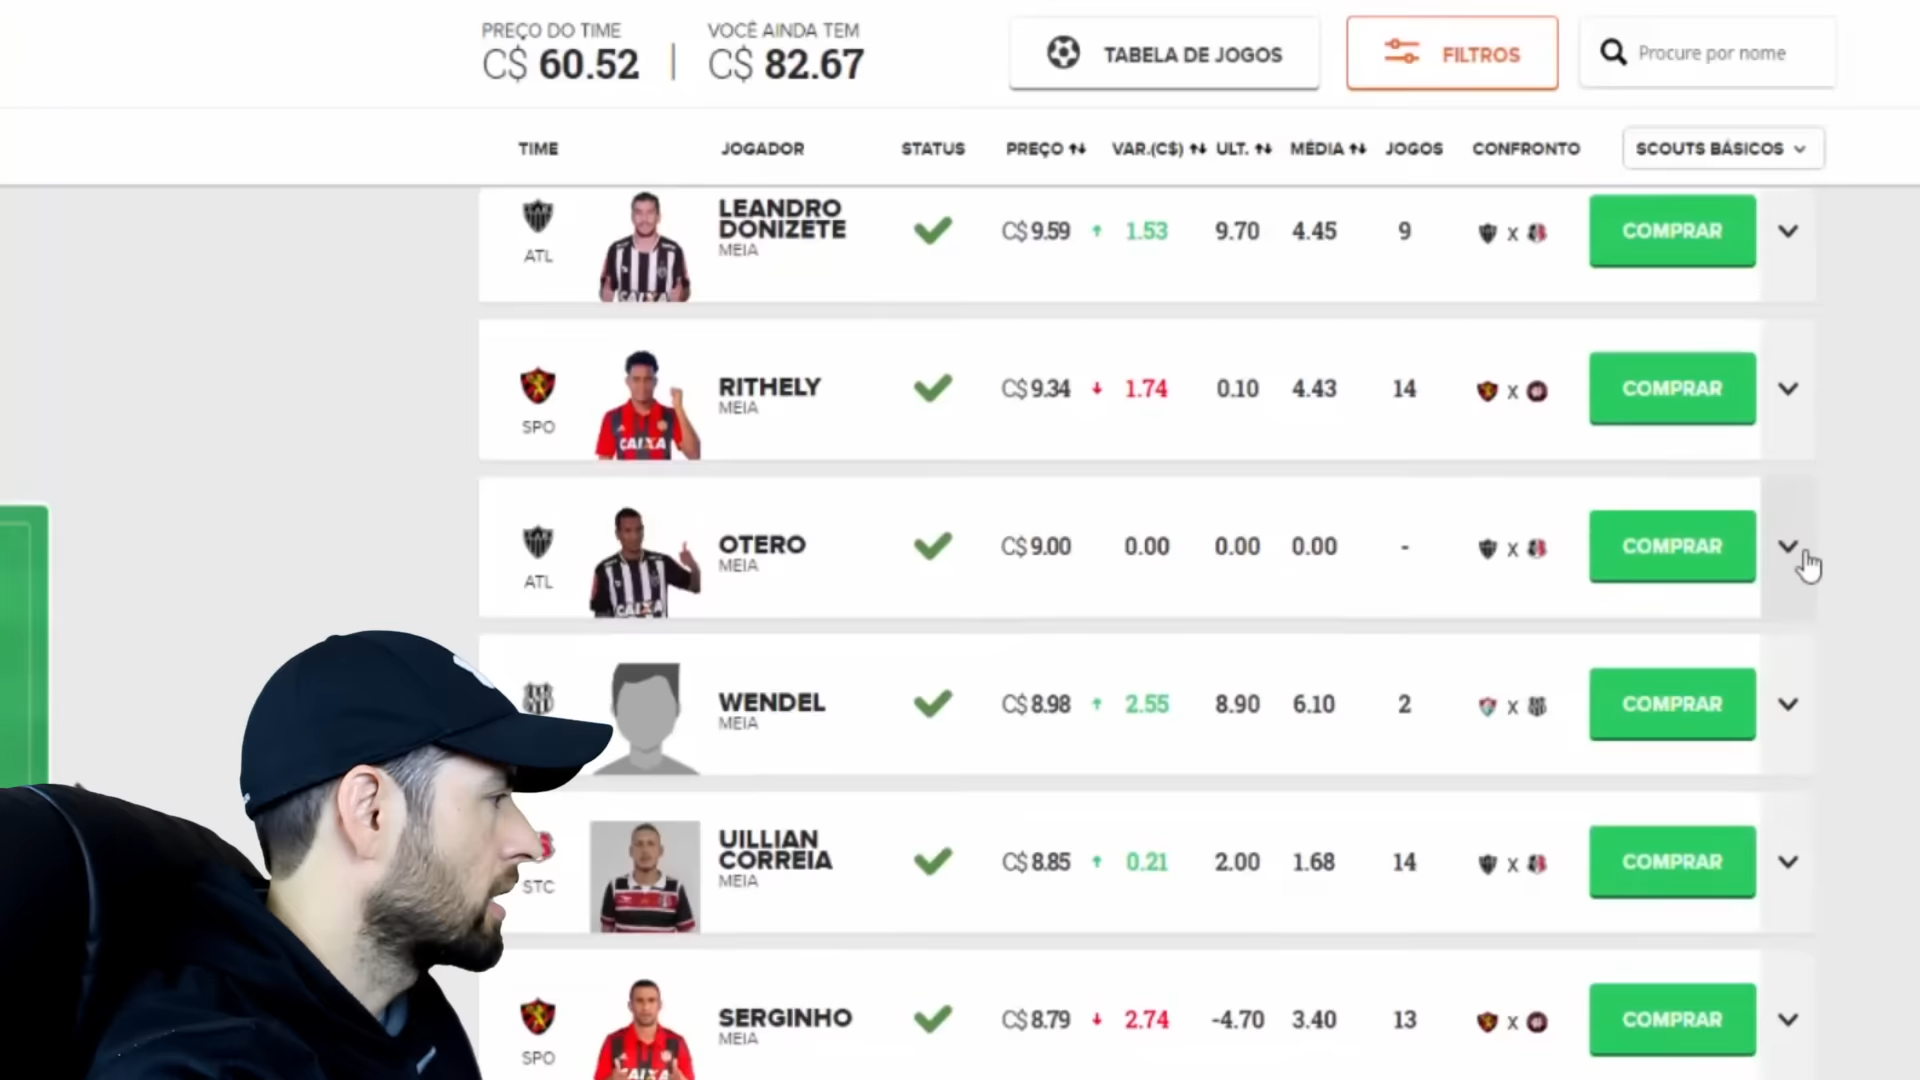 PREÇO DO TIME
C$ 60.52
VOCÊ AINDA TEM
C$ 82.67
TABELA DE JOGOS
FILTROS
Procure por nome
TIME JOGADOR STATUS PREÇO VAR.(C$) ULT. MÉDIA JOGOS CONFRONTO SCOUTS BÁSICOS
ATL
LEANDRO
DONIZETE
MEIA
C$ 9.59 1.53 9.70 4.45 9 X COMPRAR
CAIXA
SPO
RITHELY
MEIA
C$ 9.34 1.74 0.10 4.43 14 X COMPRAR
CAIXA
ATL
OTERO
MEIA
C$ 9.00 0.00 0.00 0.00 - X COMPRAR
CAIXA
WENDEL
MEIA
C$ 8.98 2.55 8.90 6.10 2 X COMPRAR
STC
UILLIAN
CORREIA
MEIA
C$ 8.85 0.21 2.00 1.68 14 X COMPRAR
SPO
SERGINHO
MEIA
C$ 8.79 2.74 -4.70 3.40 13 X COMPRAR
CAIXA